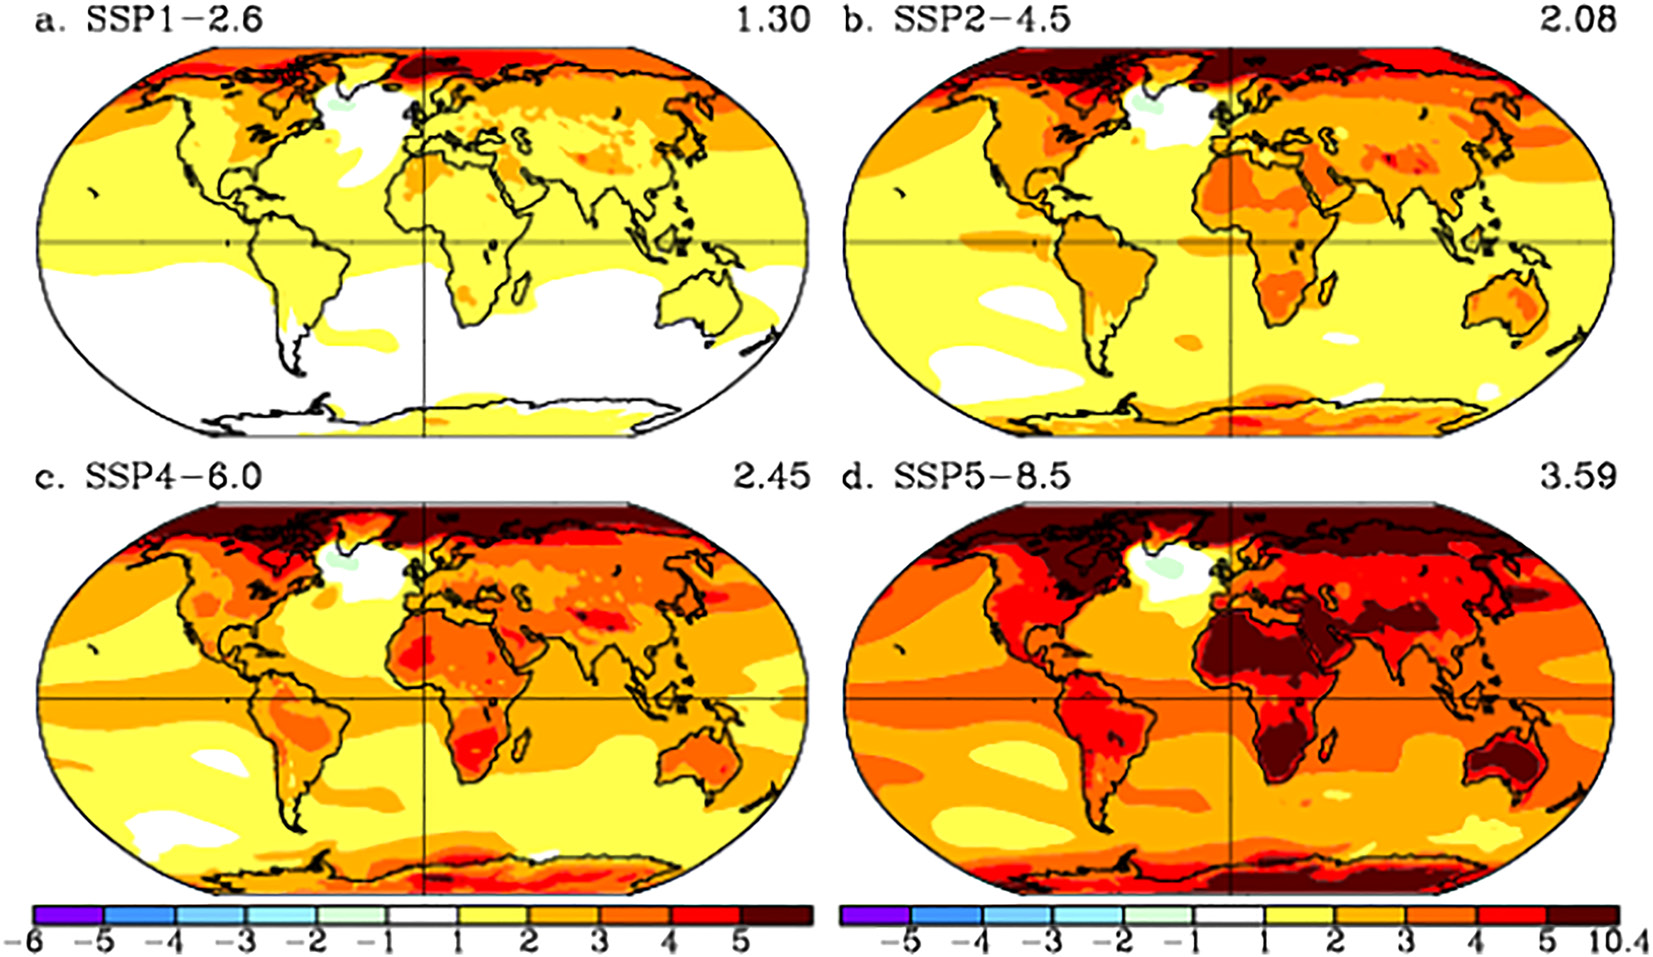 a. SSP1-2.6 1.30
b. SSP2-4.5 2.08
c. SSP4-6.0 2.45
d. SSP5-8.5 3.59
-6 -5 -4 -3 -2 -1 1 2 3 4 5
-5 -4 -3 -2 -1 1 2 3 4 5 10.4